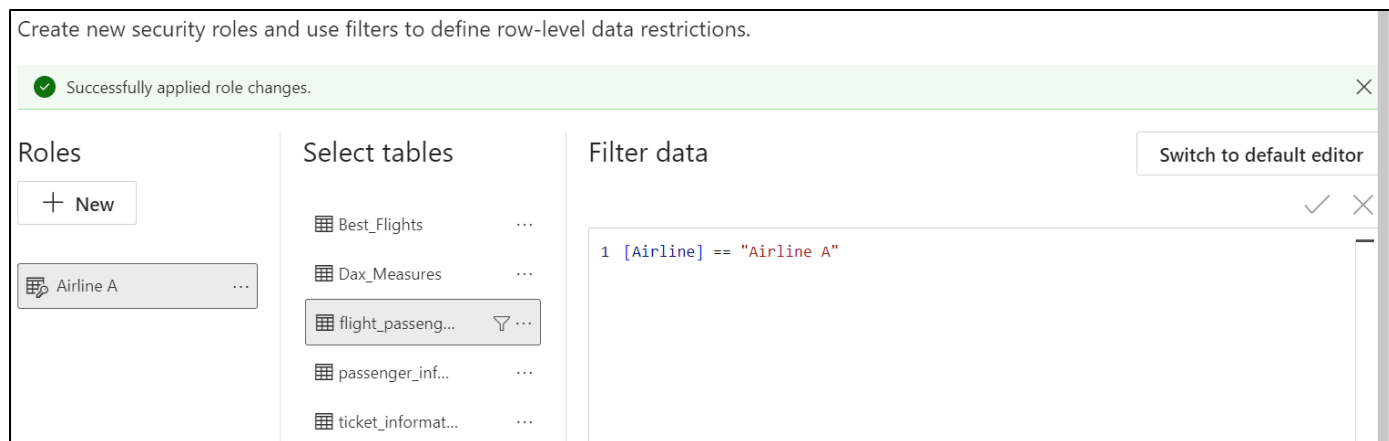 Create new security roles and use filters to define row-level data restrictions.
Successfully applied role changes.
Roles
New
Airline A
Select tables
Best_Flights
Dax_Measures
flight_passeng...
passenger_inf...
ticket_informat...
Filter data
Switch to default editor
1 [Airline] == "Airline A"